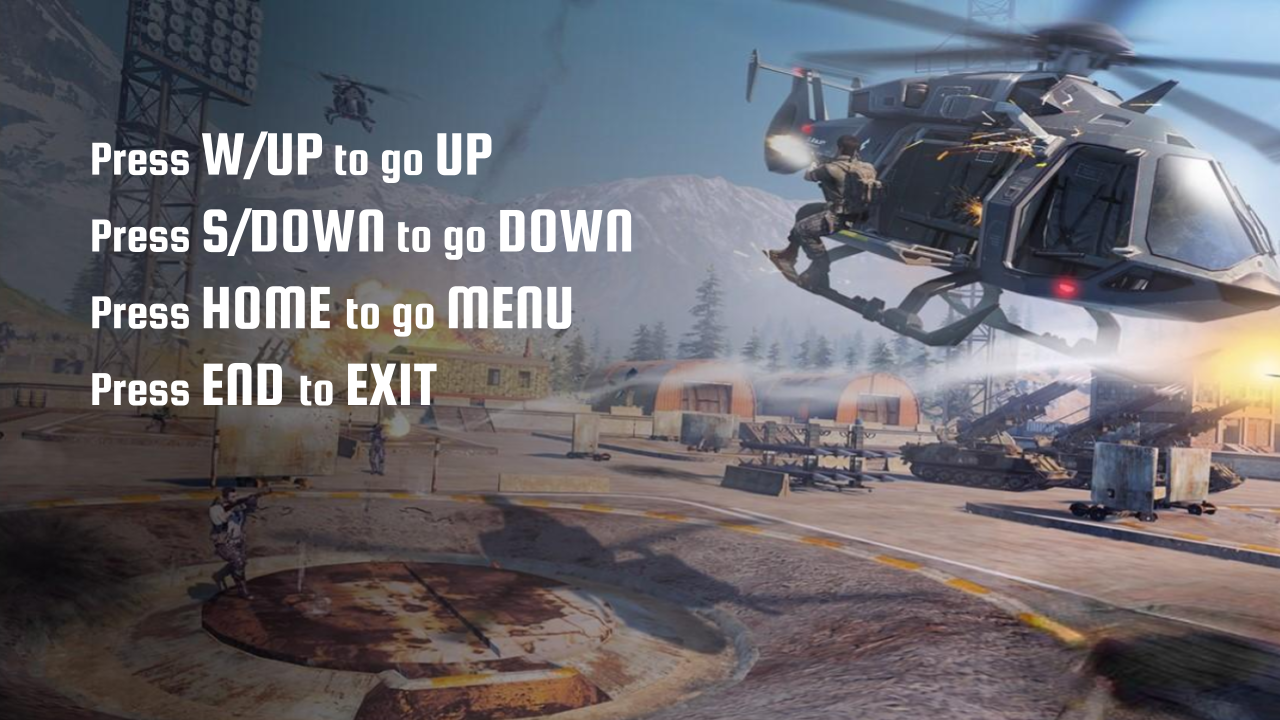 Press W/UP to go UP
Press S/DOWN to go DOWN
Press HOME to go MENU
Press END to EXIT